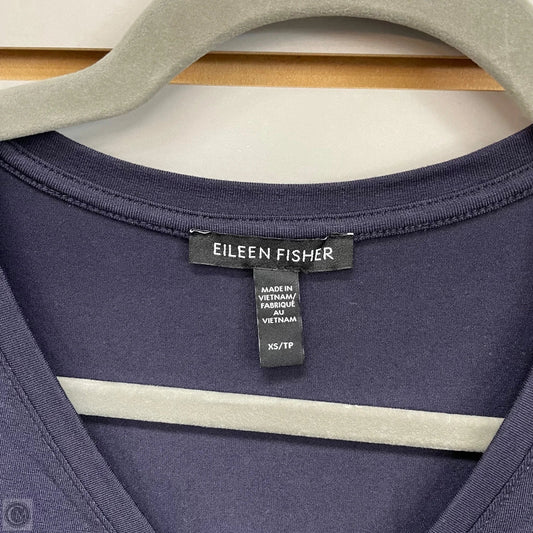 EILEEN FISHER
MADE IN
VIETNAM/
FABRIQUÉ
AU
VIETNAM
XS/TP